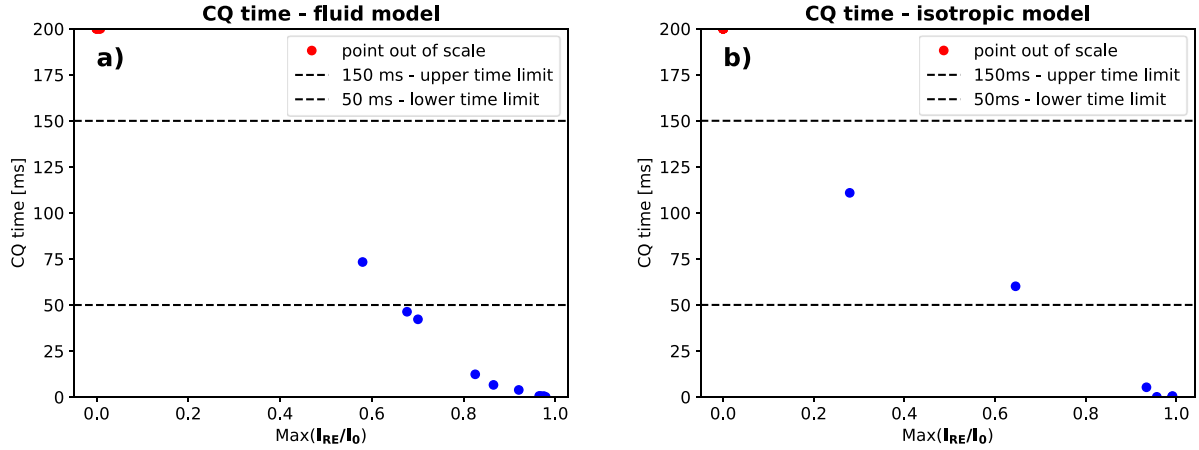 CQ time - fluid model
a)
point out of scale
150 ms - upper time limit
50 ms - lower time limit
CQ time [ms]
200
175
150
125
100
75
50
25
0
0.0 0.2 0.4 0.6 0.8 1.0
Max(I_RE/I_0)
CQ time - isotropic model
b)
point out of scale
150ms - upper time limit
50ms - lower time limit
CQ time [ms]
200
175
150
125
100
75
50
25
0
0.0 0.2 0.4 0.6 0.8 1.0
Max(I_RE/I_0)